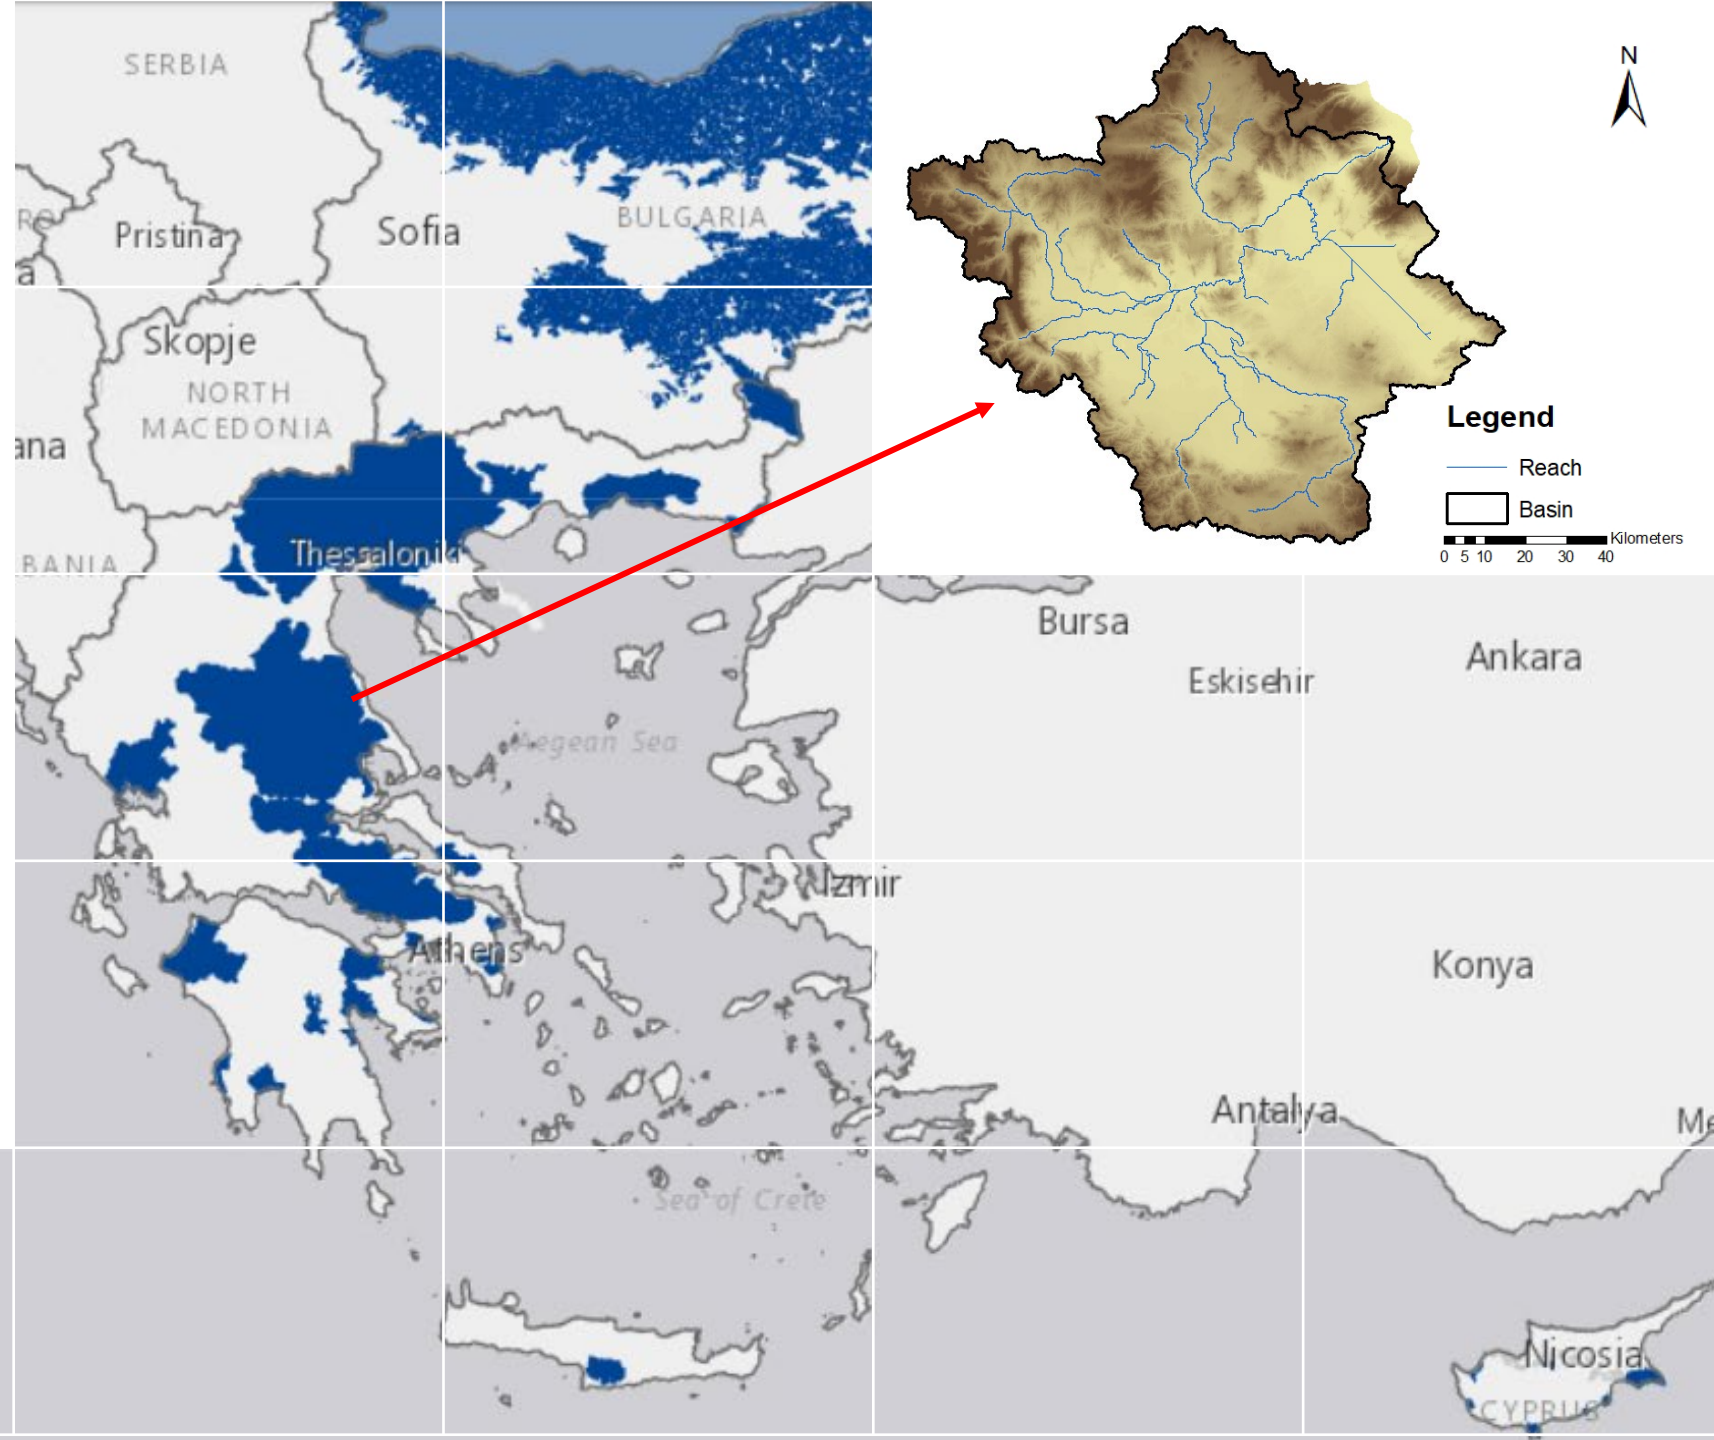 SERBIA
N
RO
Pristina
Sofia
BULGARIA
a
Skopje
NORTH
MACEDONIA
ana
Legend
Reach
Basin
Kilometers
0 5 10 20 30 40
Thessaloniki
BANIA
Bursa
Ankara
Eskisehir
Aegean Sea
Izmir
Athens
Konya
Antalya
Me
Sea of Crete
Nicosia
CYPRUS